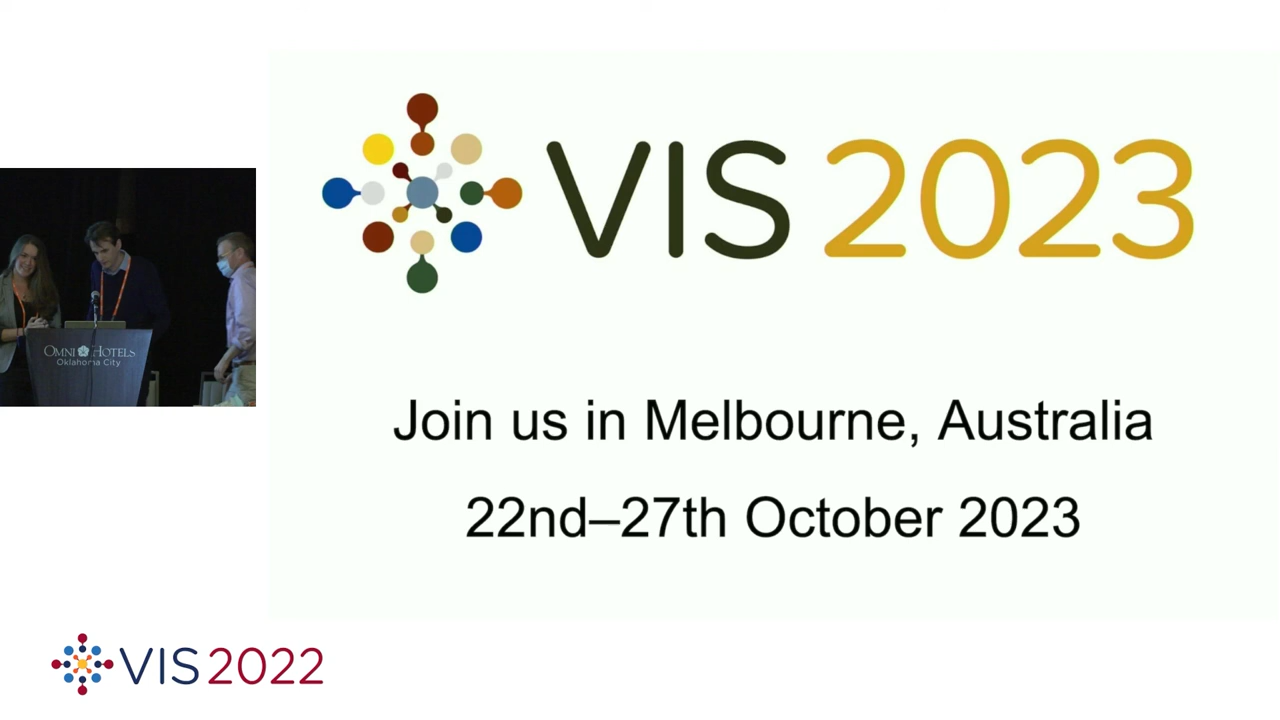 VIS 2023
Join us in Melbourne, Australia
22nd–27th October 2023
OMNI HOTELS
Oklahoma City
VIS 2022